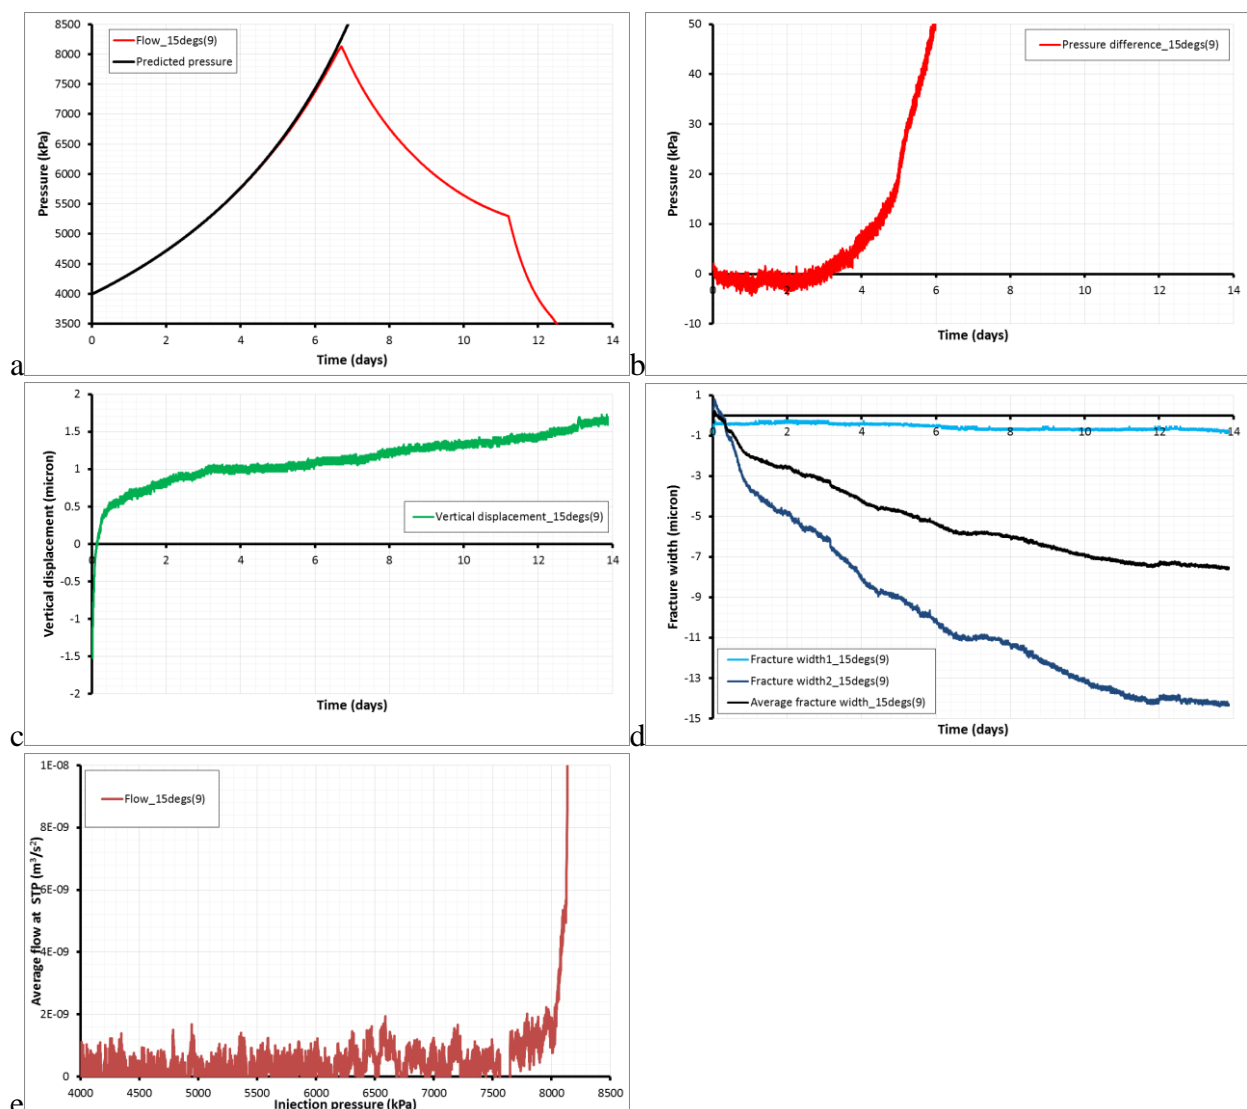 8500
8000
7500
7000
6500
6000
5500
5000
4500
4000
3500
Pressure (kPa)
Flow_15degs(9)
Predicted pressure
0 2 4 6 8 10 12 14
Time (days)
a
50
40
30
20
10
0
-10
Pressure (kPa)
Pressure difference_15degs(9)
0 2 4 6 8 10 12 14
Time (days)
b
2
1.5
1
0.5
0
-0.5
-1
-1.5
-2
Vertical displacement (micron)
Vertical displacement_15degs(9)
0 2 4 6 8 10 12 14
Time (days)
c
1
-1
-3
-5
-7
-9
-11
-13
-15
Fracture width (micron)
0 2 4 6 8 10 12 14
Fracture width1_15degs(9)
Fracture width2_15degs(9)
Average fracture width_15degs(9)
Time (days)
d
1E-08
8E-09
6E-09
4E-09
2E-09
0
Average flow at STP (m³/s²)
Flow_15degs(9)
4000 4500 5000 5500 6000 6500 7000 7500 8000 8500
Injection pressure (kPa)
e